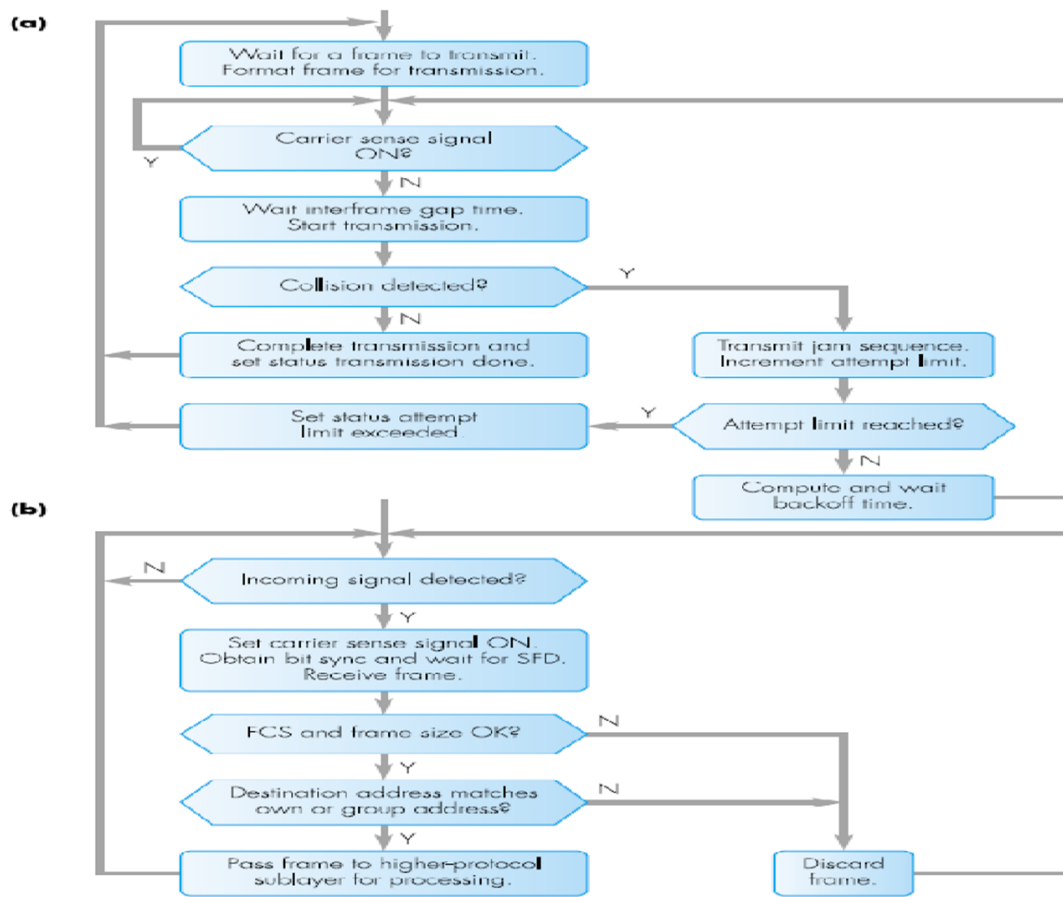 (a)
Wait for a frame to transmit.
Format frame for transmission.
Carrier sense signal
ON?
Y
N
Wait interframe gap time.
Start transmission.
Collision detected?
Y
N
Complete transmission and
set status transmission done.
Transmit jam sequence.
Increment attempt limit.
Set status attempt
limit exceeded.
Y
Attempt limit reached?
N
Compute and wait
backoff time.
(b)
N
Incoming signal detected?
Y
Set carrier sense signal ON.
Obtain bit sync and wait for SFD.
Receive frame.
FCS and frame size OK?
N
Y
Destination address matches
own or group address?
N
Y
Pass frame to higher-protocol
sublayer for processing.
Discard
frame.